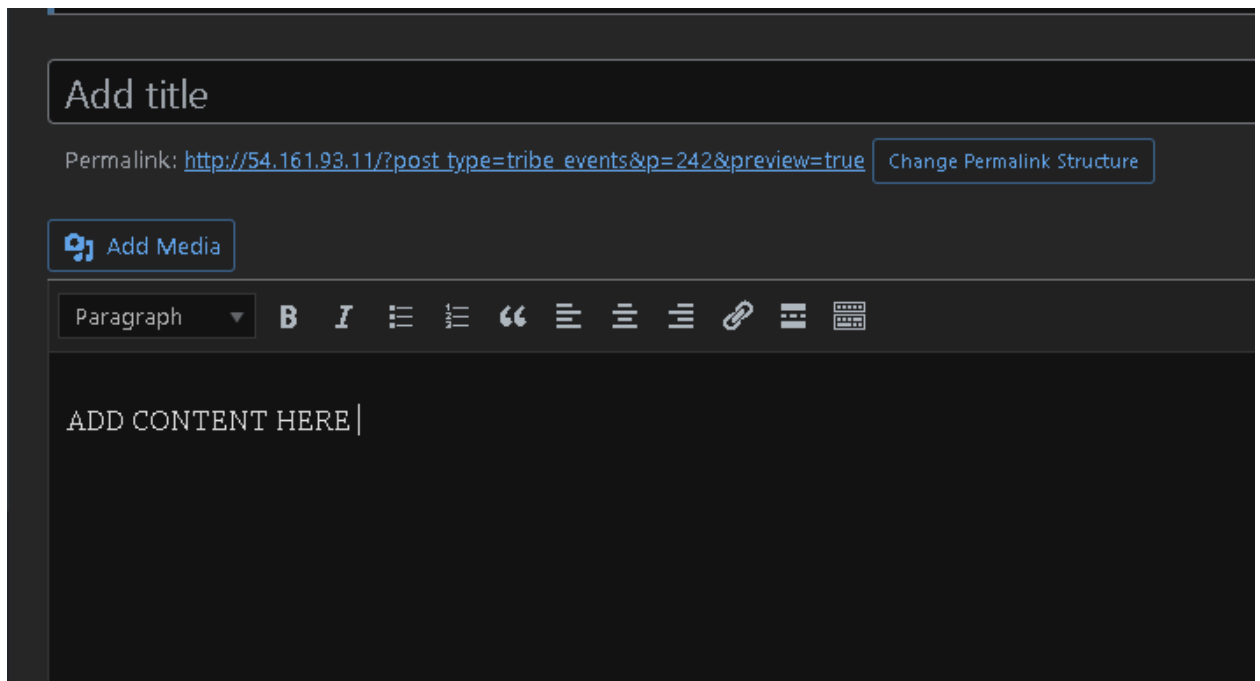 Add title
Permalink: http://54.161.93.11/?post_type=tribe_events&p=242&preview=true Change Permalink Structure
Add Media
Paragraph
ADD CONTENT HERE